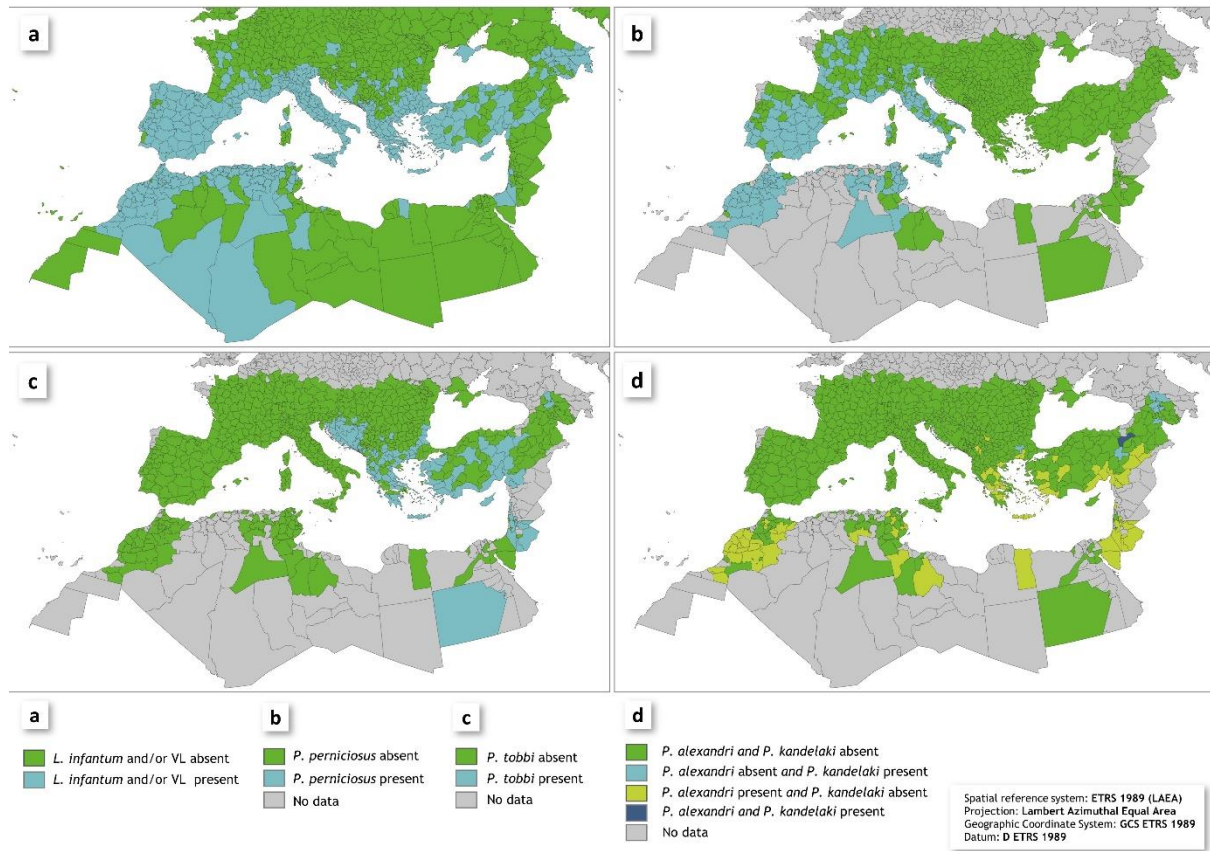 a
b
c
d
a
L. infantum and/or VL absent
L. infantum and/or VL present
b
P. perniciosus absent
P. perniciosus present
No data
c
P. tobbi absent
P. tobbi present
No data
d
P. alexandri and P. kandelaki absent
P. alexandri absent and P. kandelaki present
P. alexandri present and P. kandelaki absent
P. alexandri and P. kandelaki present
No data
Spatial reference system: ETRS 1989 (LAEA)
Projection: Lambert Azimuthal Equal Area
Geographic Coordinate System: GCS ETRS 1989
Datum: D ETRS 1989